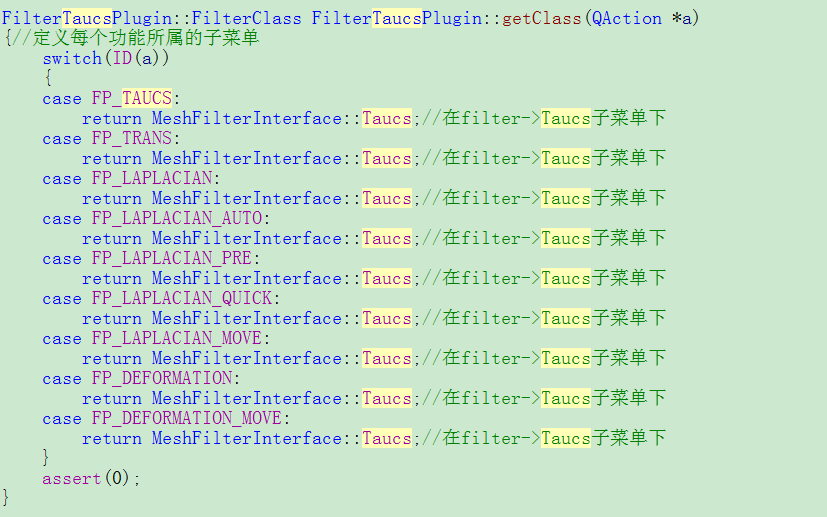 FilterTaucsPlugin::FilterClass FilterTaucsPlugin::getClass(QAction *a)
{//定义每个功能所属的子菜单
    switch(ID(a))
    {
    case FP_TAUCS:
        return MeshFilterInterface::Taucs;//在filter->Taucs子菜单下
    case FP_TRANS:
        return MeshFilterInterface::Taucs;//在filter->Taucs子菜单下
    case FP_LAPLACIAN:
        return MeshFilterInterface::Taucs;//在filter->Taucs子菜单下
    case FP_LAPLACIAN_AUTO:
        return MeshFilterInterface::Taucs;//在filter->Taucs子菜单下
    case FP_LAPLACIAN_PRE:
        return MeshFilterInterface::Taucs;//在filter->Taucs子菜单下
    case FP_LAPLACIAN_QUICK:
        return MeshFilterInterface::Taucs;//在filter->Taucs子菜单下
    case FP_LAPLACIAN_MOVE:
        return MeshFilterInterface::Taucs;//在filter->Taucs子菜单下
    case FP_DEFORMATION:
        return MeshFilterInterface::Taucs;//在filter->Taucs子菜单下
    case FP_DEFORMATION_MOVE:
        return MeshFilterInterface::Taucs;//在filter->Taucs子菜单下
    }
    assert(0);
}